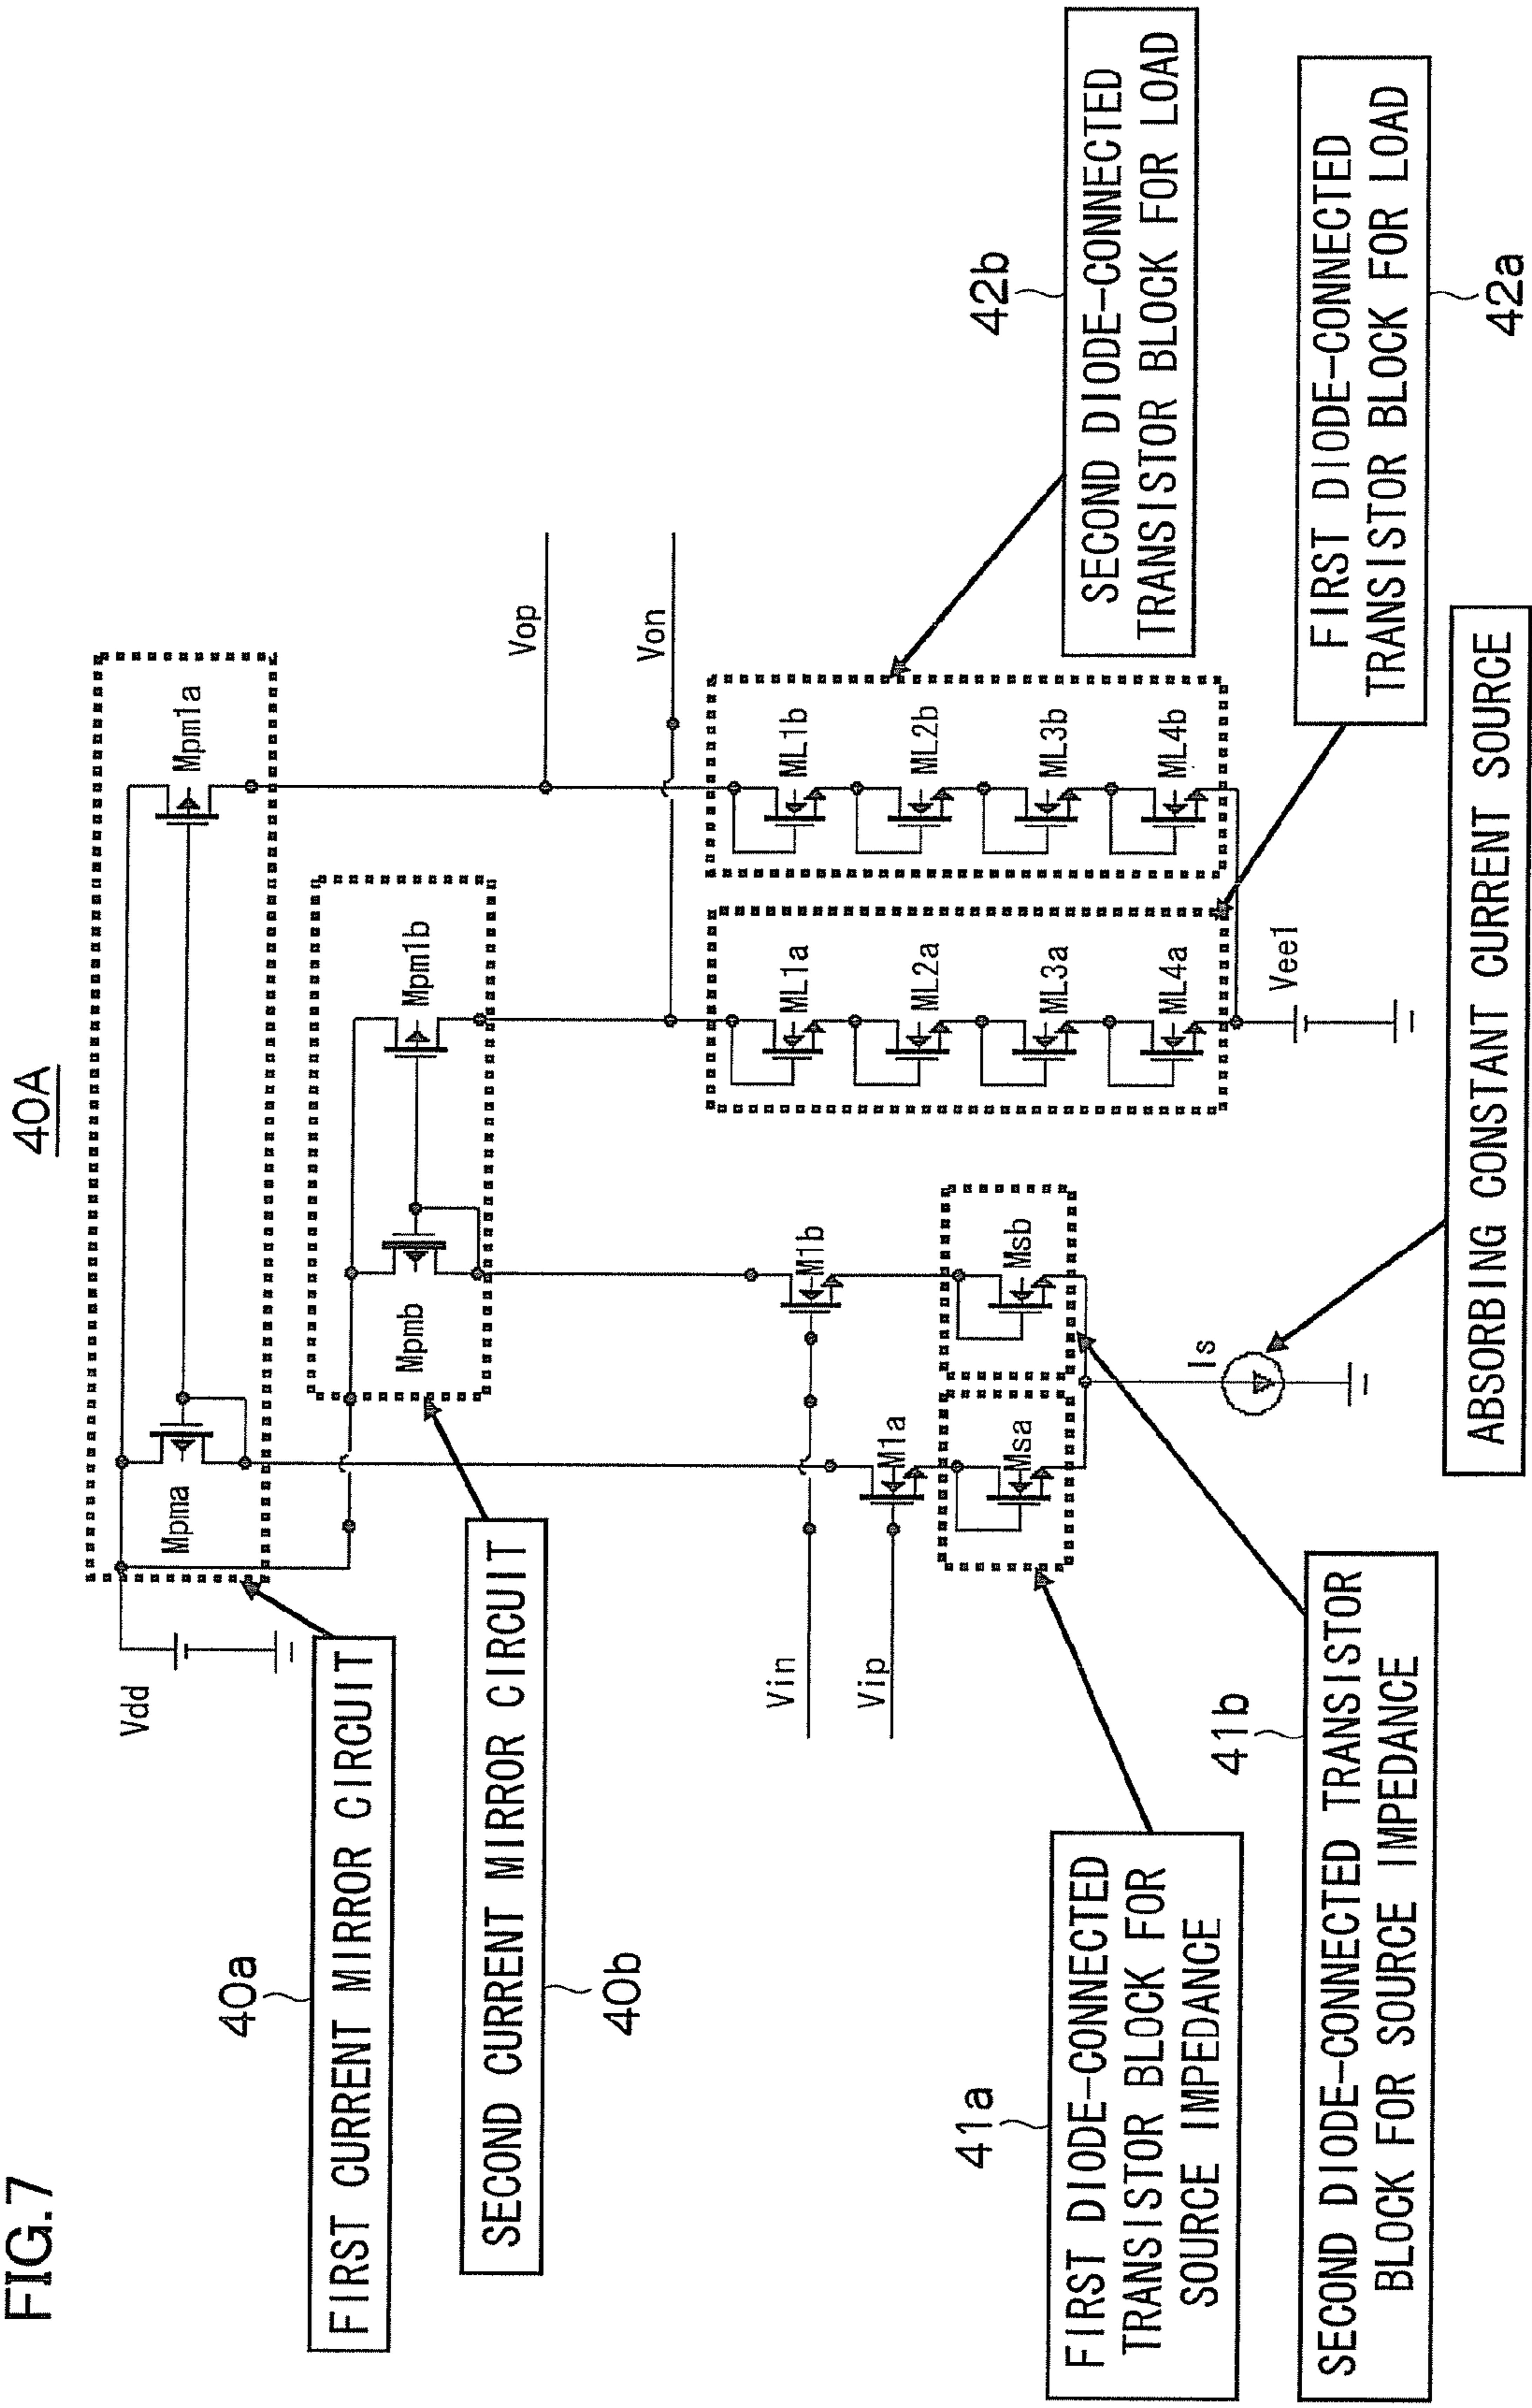 FIG.7
40A
40a
FIRST CURRENT MIRROR CIRCUIT
SECOND CURRENT MIRROR CIRCUIT
40b
Vdd
Mpma
Mpm1a
Mpmb
Mpm1b
Vop
Von
Vin
Vip
M1a
M1b
Msa
Msb
Is
ML1a
ML2a
ML3a
ML4a
ML1b
ML2b
ML3b
ML4b
Vee1
41a
FIRST DIODE-CONNECTED
TRANSISTOR BLOCK FOR
SOURCE IMPEDANCE
41b
SECOND DIODE-CONNECTED TRANSISTOR
BLOCK FOR SOURCE IMPEDANCE
ABSORBING CONSTANT CURRENT SOURCE
42b
SECOND DIODE-CONNECTED
TRANSISTOR BLOCK FOR LOAD
FIRST DIODE-CONNECTED
TRANSISTOR BLOCK FOR LOAD
42a